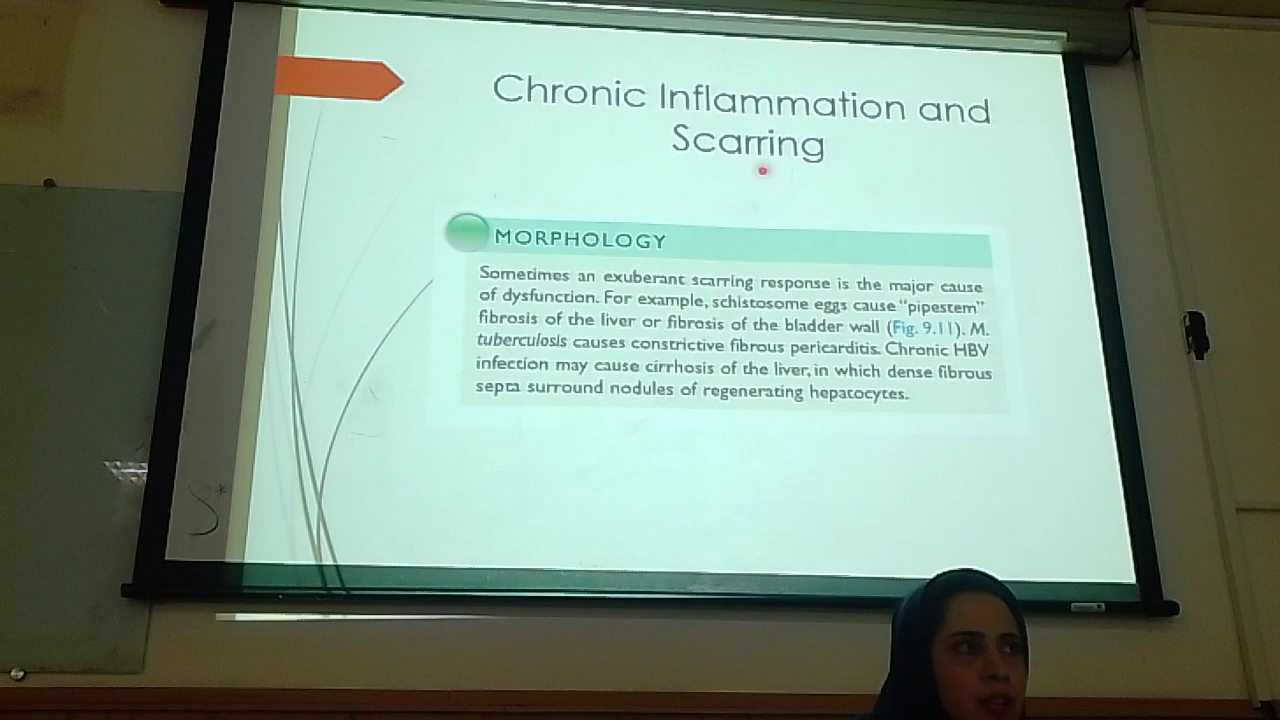 Chronic Inflammation and
Scarring
MORPHOLOGY
Sometimes an exuberant scarring response is the major cause
of dysfunction. For example, schistosome eggs cause “pipestem”
fibrosis of the liver or fibrosis of the bladder wall (Fig. 9.11). M.
tuberculosis causes constrictive fibrous pericarditis. Chronic HBV
infection may cause cirrhosis of the liver, in which dense fibrous
septa surround nodules of regenerating hepatocytes.